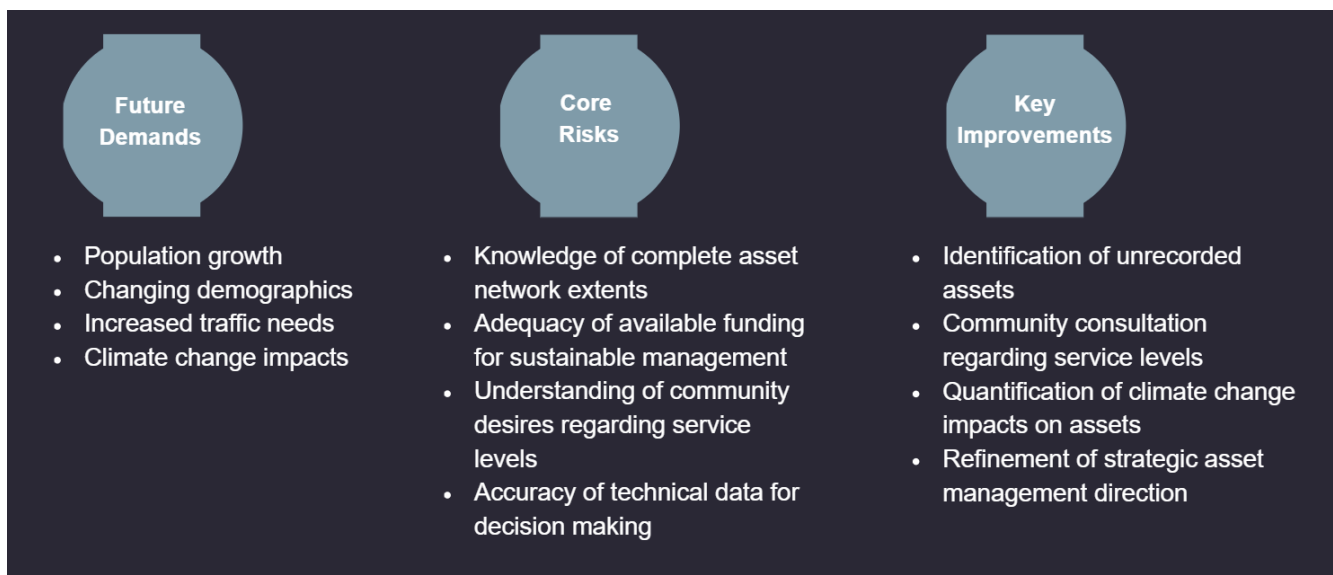 Future
Demands
• Population growth
• Changing demographics
• Increased traffic needs
• Climate change impacts
Core
Risks
• Knowledge of complete asset
network extents
• Adequacy of available funding
for sustainable management
• Understanding of community
desires regarding service
levels
• Accuracy of technical data for
decision making
Key
Improvements
• Identification of unrecorded
assets
• Community consultation
regarding service levels
• Quantification of climate change
impacts on assets
• Refinement of strategic asset
management direction